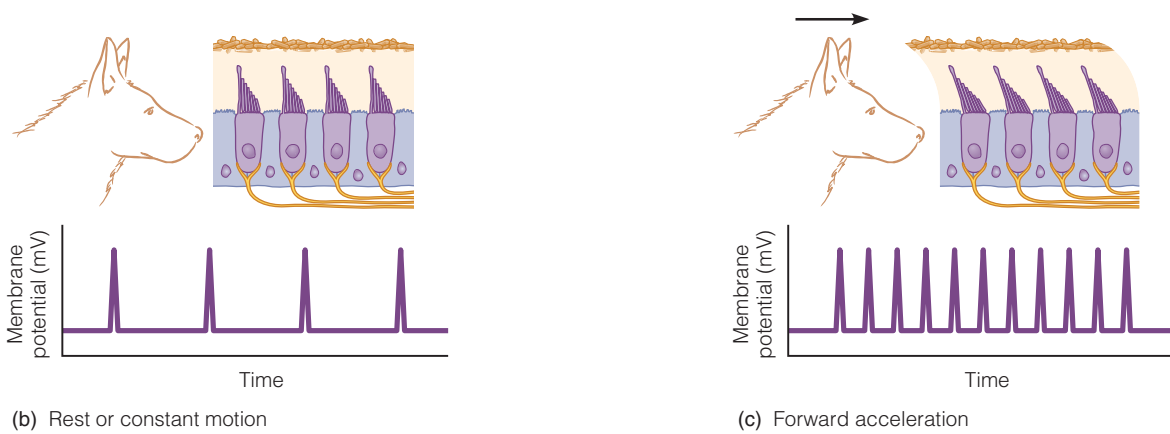 Membrane
potential (mV)
Time
(b) Rest or constant motion
Membrane
potential (mV)
Time
(c) Forward acceleration